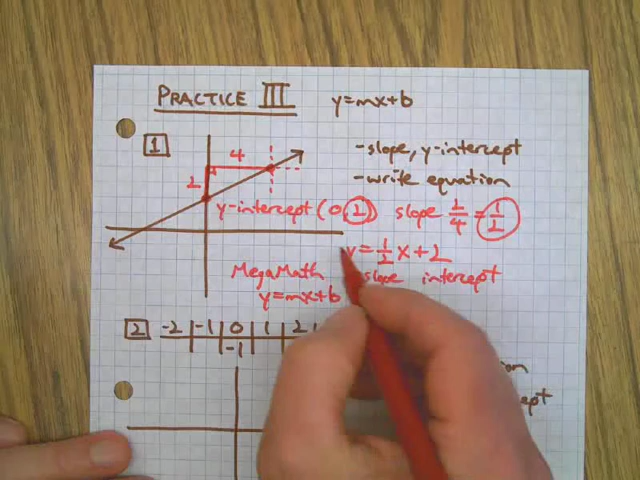 PRACTICE III y=mx+b
1
4
2
-slope, y-intercept
-write equation
y-intercept (0,2) slope 2/4 = 1/2
y=1/2x+2
MegaMath slope intercept
y=mx+b
2 -2 -1 0 1 2
-1